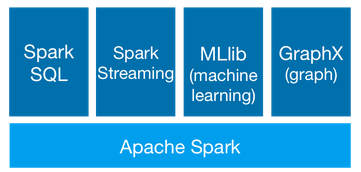 Spark
SQL
Spark
Streaming
MLlib
(machine
learning)
GraphX
(graph)
Apache Spark